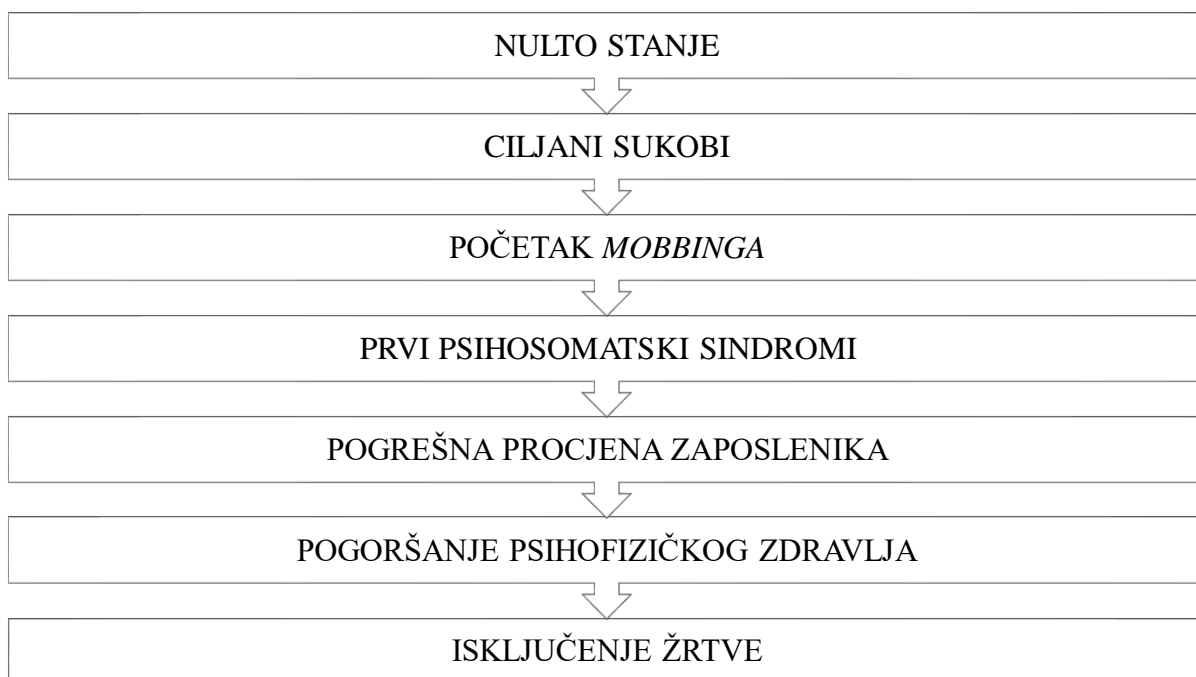 NULTO STANJE
CILJANI SUKOBI
POČETAK MOBBINGA
PRVI PSIHOSOMATSKI SINDROMI
POGREŠNA PROCJENA ZAPOSLENIKA
POGORŠANJE PSIHOFIZIČKOG ZDRAVLJA
ISKLJUČENJE ŽRTVE